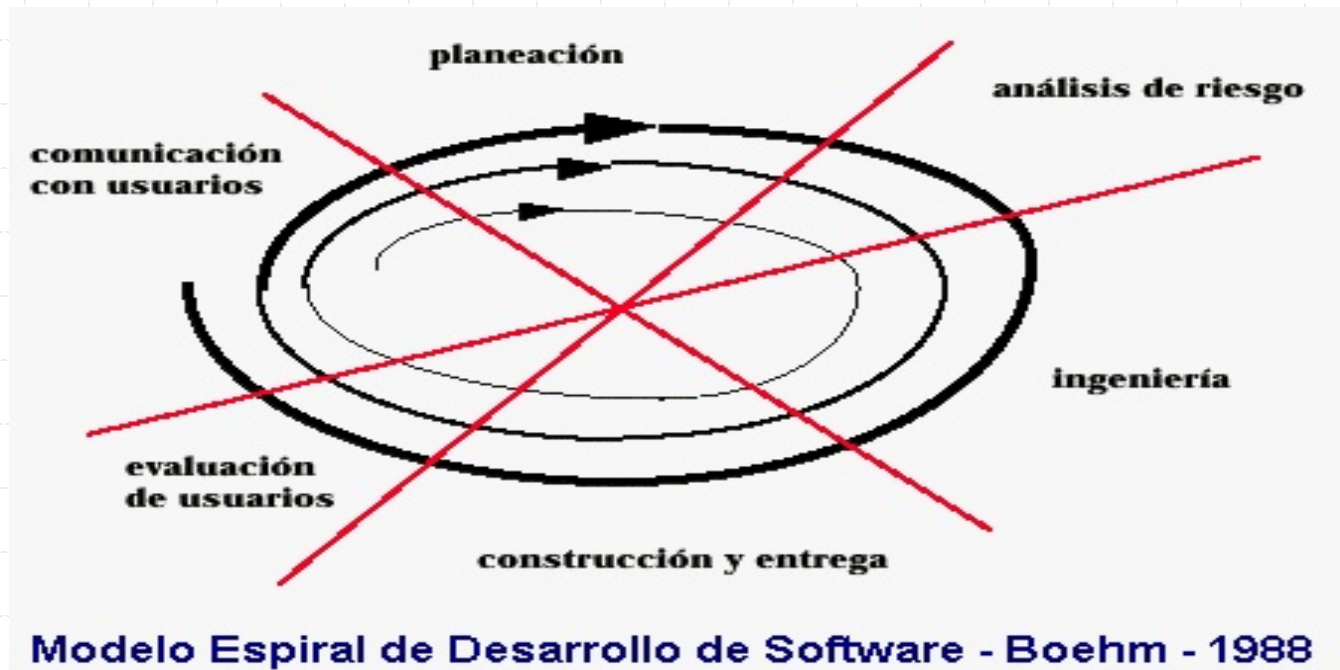 planeación
análisis de riesgo
comunicación
con usuarios
ingeniería
evaluación
de usuarios
construcción y entrega
Modelo Espiral de Desarrollo de Software - Boehm - 1988